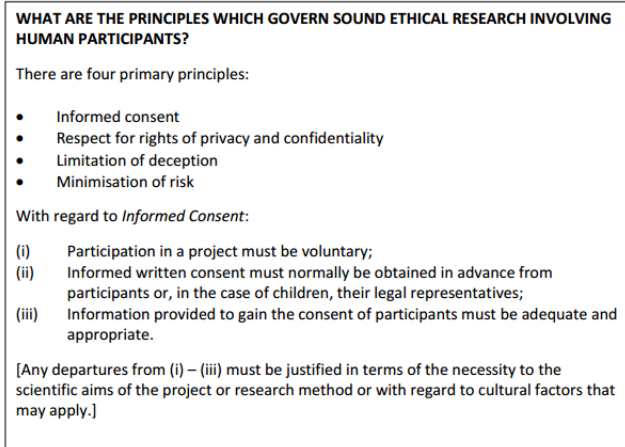 WHAT ARE THE PRINCIPLES WHICH GOVERN SOUND ETHICAL RESEARCH INVOLVING
HUMAN PARTICIPANTS?
There are four primary principles:
• Informed consent
• Respect for rights of privacy and confidentiality
• Limitation of deception
• Minimisation of risk
With regard to Informed Consent:
(i) Participation in a project must be voluntary;
(ii) Informed written consent must normally be obtained in advance from
participants or, in the case of children, their legal representatives;
(iii) Information provided to gain the consent of participants must be adequate and
appropriate.
[Any departures from (i) – (iii) must be justified in terms of the necessity to the
scientific aims of the project or research method or with regard to cultural factors that
may apply.]